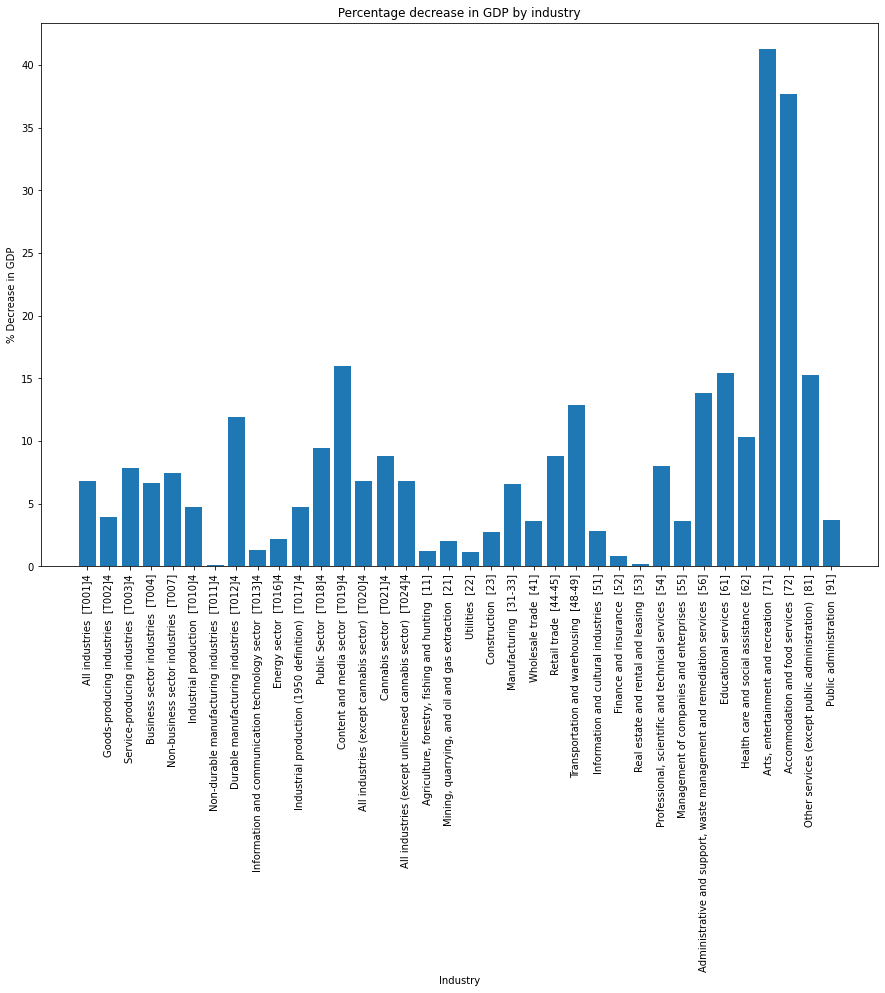 Percentage decrease in GDP by industry
% Decrease in GDP
40
35
30
25
20
15
10
5
0
All industries  [T001]4
Goods-producing industries  [T002]4
Service-producing industries  [T003]4
Business sector industries  [T004]
Non-business sector industries  [T007]
Industrial production  [T010]4
Non-durable manufacturing industries  [T011]4
Durable manufacturing industries  [T012]4
Information and communication technology sector  [T013]4
Energy sector  [T016]4
Industrial production (1950 definition)  [T017]4
Public Sector  [T018]4
Content and media sector  [T019]4
All industries (except cannabis sector)  [T020]4
Cannabis sector  [T021]4
All industries (except unlicensed cannabis sector)  [T024]4
Agriculture, forestry, fishing and hunting  [11]
Mining, quarrying, and oil and gas extraction  [21]
Utilities  [22]
Construction  [23]
Manufacturing  [31-33]
Wholesale trade  [41]
Retail trade  [44-45]
Transportation and warehousing  [48-49]
Information and cultural industries  [51]
Finance and insurance  [52]
Real estate and rental and leasing  [53]
Professional, scientific and technical services  [54]
Management of companies and enterprises  [55]
Administrative and support, waste management and remediation services  [56]
Educational services  [61]
Health care and social assistance  [62]
Arts, entertainment and recreation  [71]
Accommodation and food services  [72]
Other services (except public administration)  [81]
Public administration  [91]
Industry